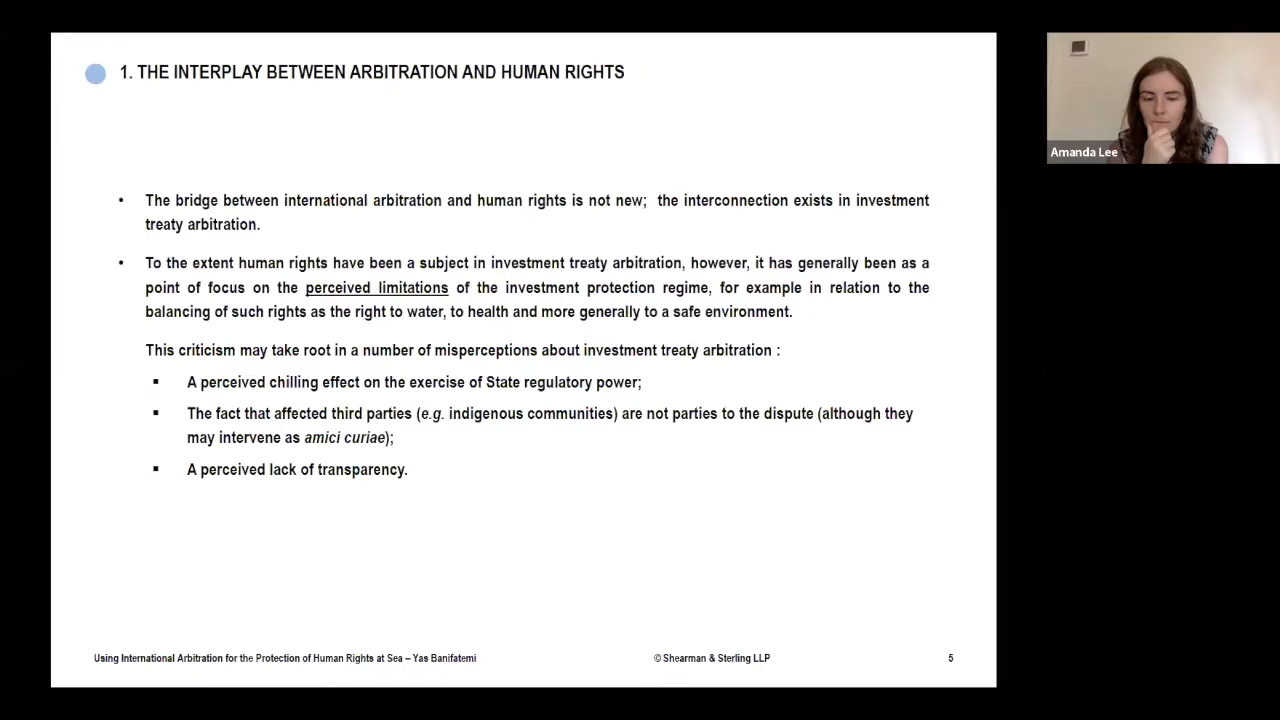 1. THE INTERPLAY BETWEEN ARBITRATION AND HUMAN RIGHTS
• The bridge between international arbitration and human rights is not new; the interconnection exists in investment
treaty arbitration.
• To the extent human rights have been a subject in investment treaty arbitration, however, it has generally been as a
point of focus on the perceived limitations of the investment protection regime, for example in relation to the
balancing of such rights as the right to water, to health and more generally to a safe environment.
This criticism may take root in a number of misperceptions about investment treaty arbitration :
▪ A perceived chilling effect on the exercise of State regulatory power;
▪ The fact that affected third parties (e.g. indigenous communities) are not parties to the dispute (although they
may intervene as amici curiae);
▪ A perceived lack of transparency.
Using International Arbitration for the Protection of Human Rights at Sea – Yas Banifatemi
© Shearman & Sterling LLP
5
Amanda Lee